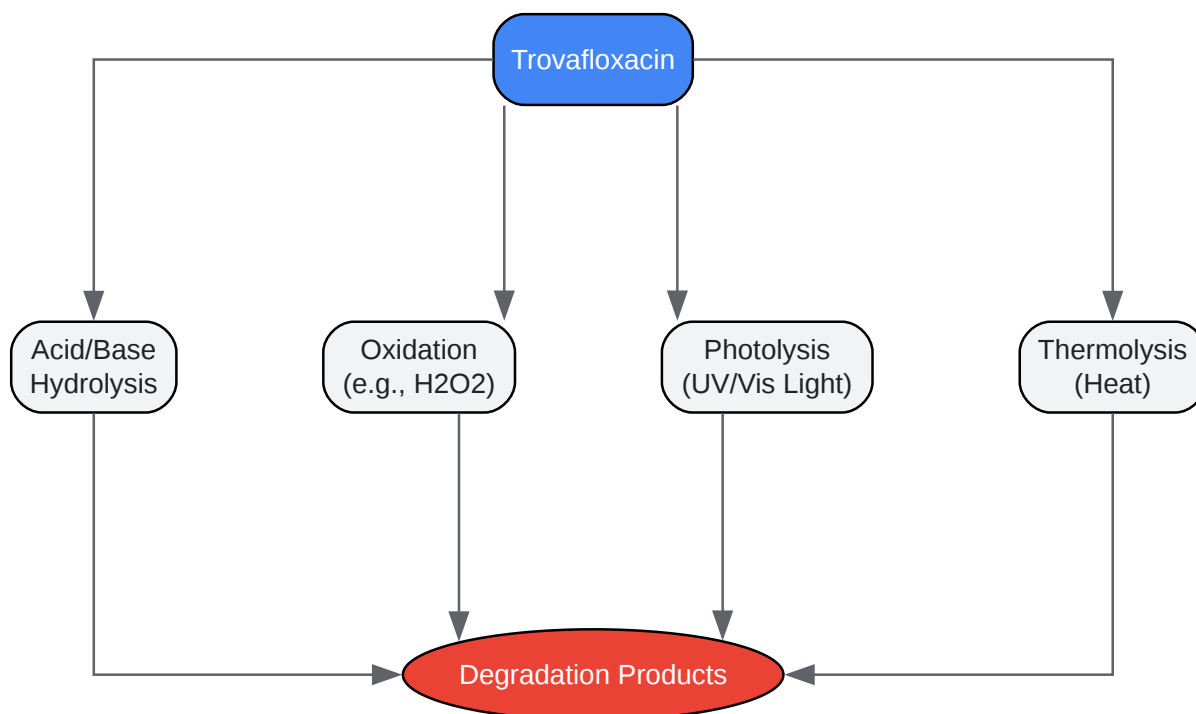 Trovafloxacin
Acid/Base
Hydrolysis
Oxidation
(e.g., H2O2)
Photolysis
(UV/Vis Light)
Thermolysis
(Heat)
Degradation Products